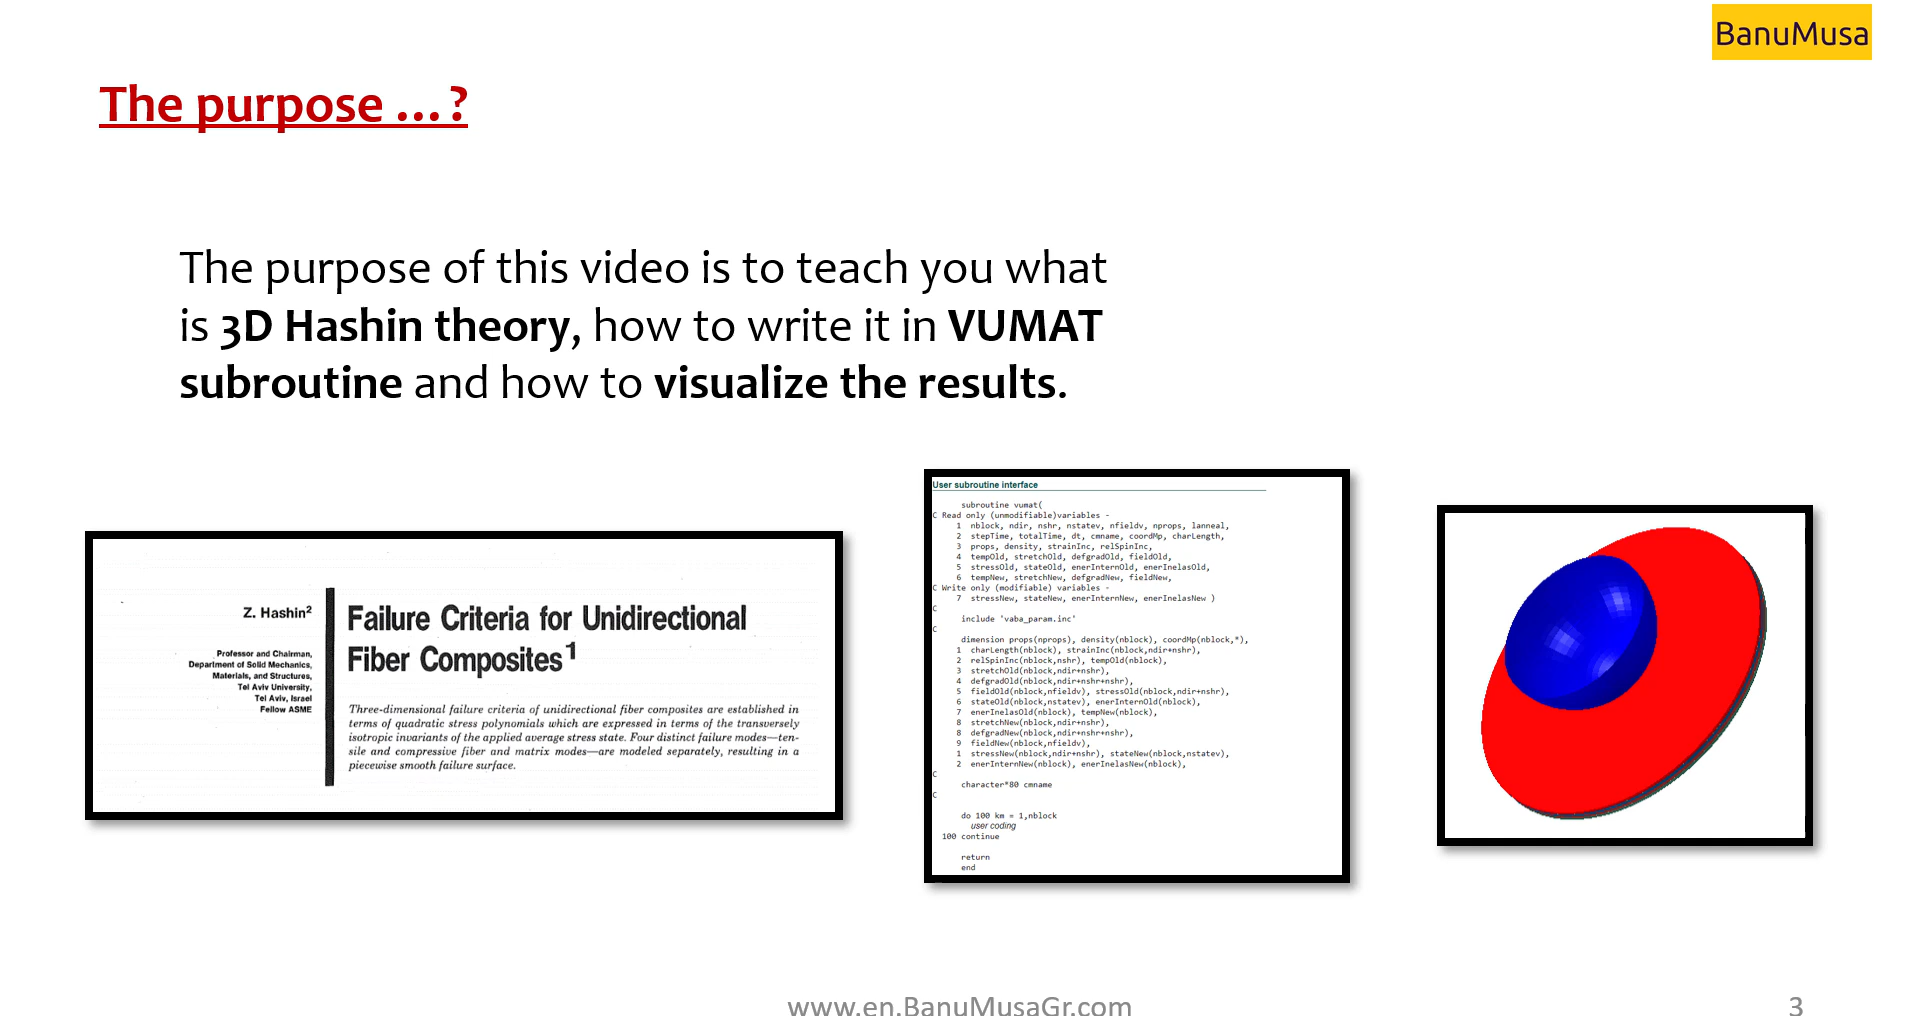 BanuMusa
The purpose ...?
The purpose of this video is to teach you what
is 3D Hashin theory, how to write it in VUMAT
subroutine and how to visualize the results.
Z. Hashin²
Professor and Chairman,
Department of Solid Mechanics,
Materials, and Structures,
Tel Aviv University,
Tel Aviv, Israel
Fellow ASME
Failure Criteria for Unidirectional
Fiber Composites¹
Three-dimensional failure criteria of unidirectional fiber composites are established in
terms of quadratic stress polynomials which are expressed in terms of the transversely
isotropic invariants of the applied average stress state. Four distinct failure modes—ten-
sile and compressive fiber and matrix modes—are modeled separately, resulting in a
piecewise smooth failure surface.
User subroutine interface
subroutine vumat(
C Read only (unmodifiable)variables -
1 nblock, ndir, nshr, nstatev, nfieldv, nprops, lanneal,
2 stepTime, totalTime, dt, cmname, coordMp, charLength,
3 props, density, strainInc, relSpinInc,
4 tempOld, stretchOld, defgradOld, fieldOld,
5 stressOld, stateOld, enerInternOld, enerInelasOld,
6 tempNew, stretchNew, defgradNew, fieldNew,
C Write only (modifiable) variables -
7 stressNew, stateNew, enerInternNew, enerInelasNew )
C
include 'vaba_param.inc'
C
dimension props(nprops), density(nblock), coordMp(nblock,*),
1 charLength(nblock), strainInc(nblock,ndir+nshr),
2 relSpinInc(nblock,nshr), tempOld(nblock),
3 stretchOld(nblock,ndir+nshr),
4 defgradOld(nblock,ndir+nshr+nshr),
5 fieldOld(nblock,nfieldv), stressOld(nblock,ndir+nshr),
6 stateOld(nblock,nstatev), enerInternOld(nblock),
7 enerInelasOld(nblock), tempNew(nblock),
8 stretchNew(nblock,ndir+nshr),
8 defgradNew(nblock,ndir+nshr+nshr),
9 fieldNew(nblock,nfieldv),
1 stressNew(nblock,ndir+nshr), stateNew(nblock,nstatev),
2 enerInternNew(nblock), enerInelasNew(nblock),
C
character*80 cmname
C
do 100 km = 1,nblock
user coding
100 continue
return
end
www.en.BanuMusaGr.com
3